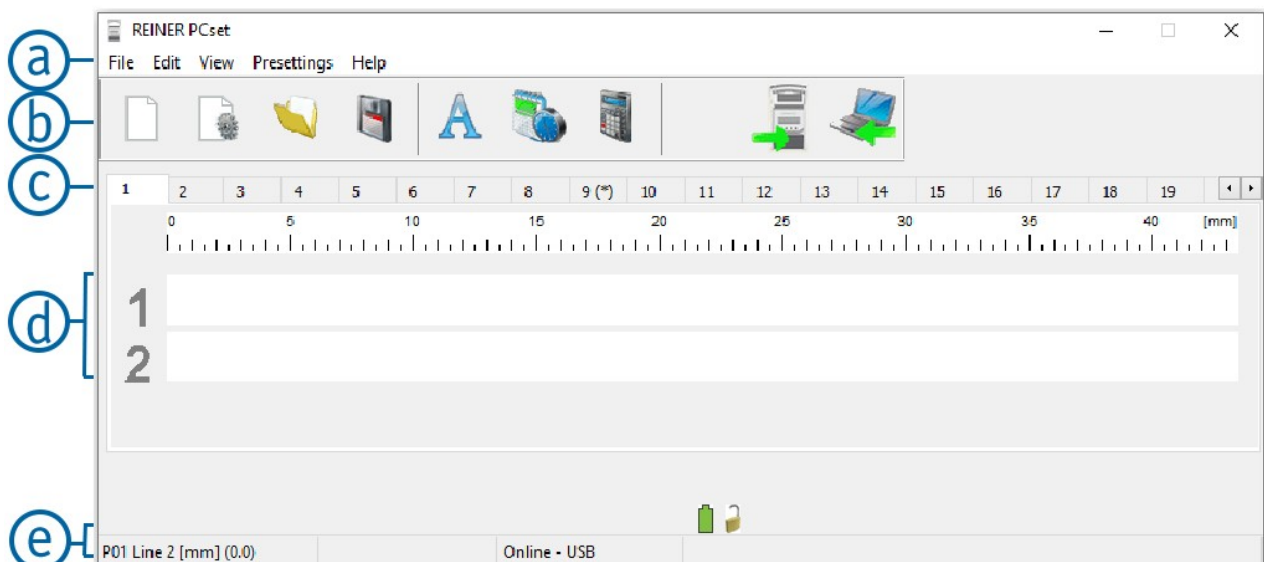 REINER PCset
a
File Edit View Presettings Help
b
A
c
1 2 3 4 5 6 7 8 9 (*) 10 11 12 13 14 15 16 17 18 19
0 5 10 15 20 25 30 35 40 [mm]
d
1
2
e
P01 Line 2 [mm] (0.0) Online - USB